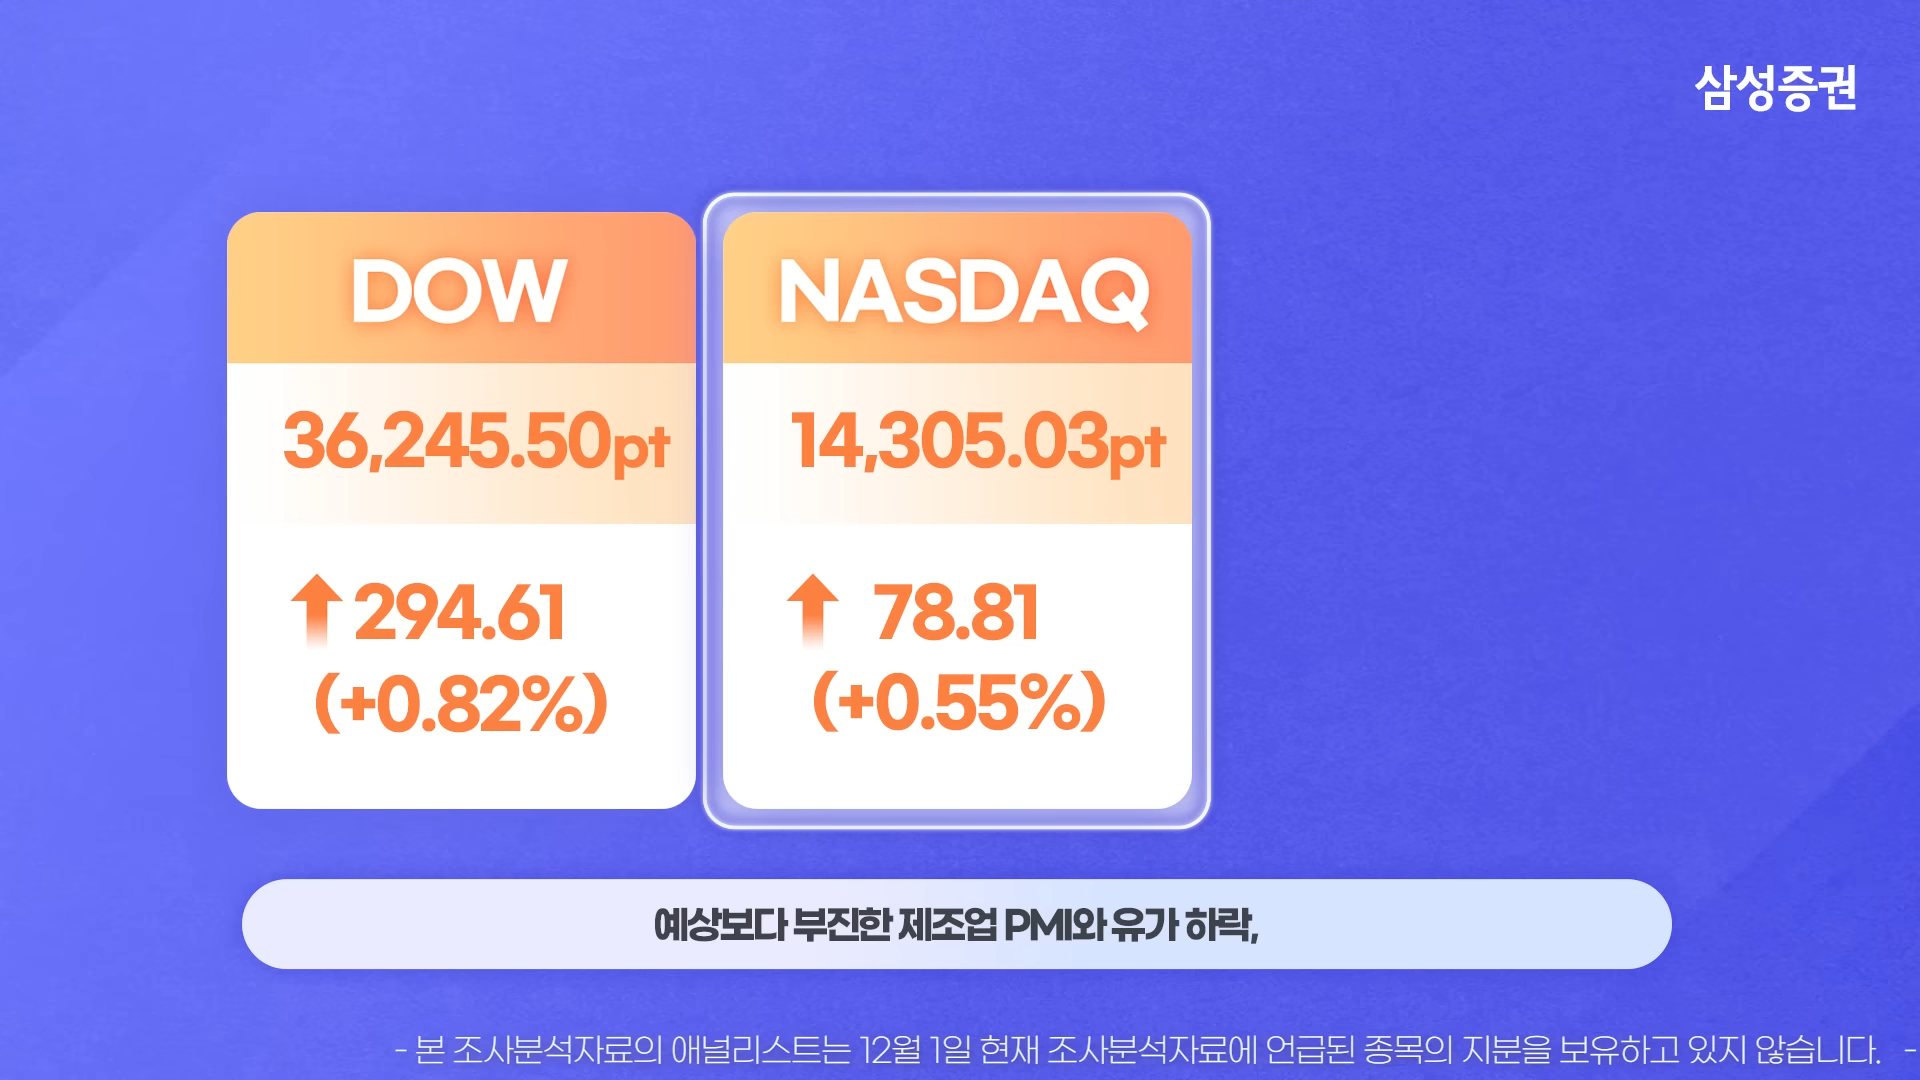 삼성증권
DOW
36,245.50pt
294.61
(+0.82%)
NASDAQ
14,305.03pt
78.81
(+0.55%)
예상보다 부진한 제조업 PMI와 유가 하락,
- 본 조사분석자료의 애널리스트는 12월 1일 현재 조사분석자료에 언급된 종목의 지분을 보유하고 있지 않습니다. -